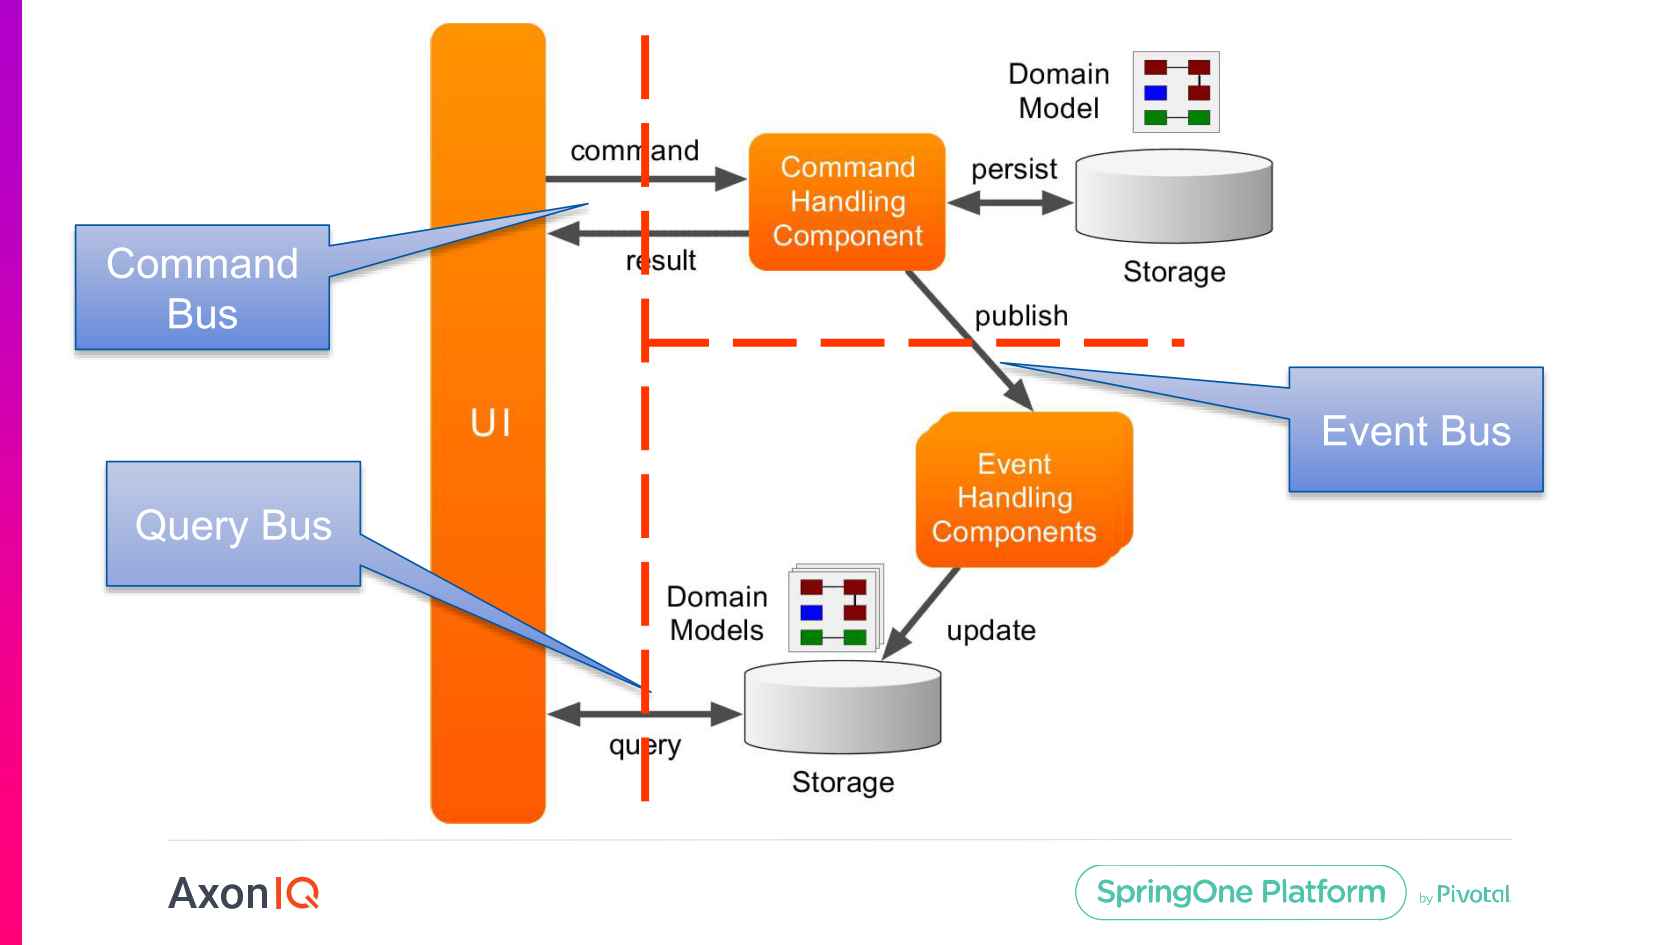 Domain
Model
command
Command
Handling
Component
persist
result
Storage
Command
Bus
publish
UI
Event Bus
Event
Handling
Components
Query Bus
Domain
Models
update
query
Storage
AxonIQ
SpringOne Platform by Pivotal